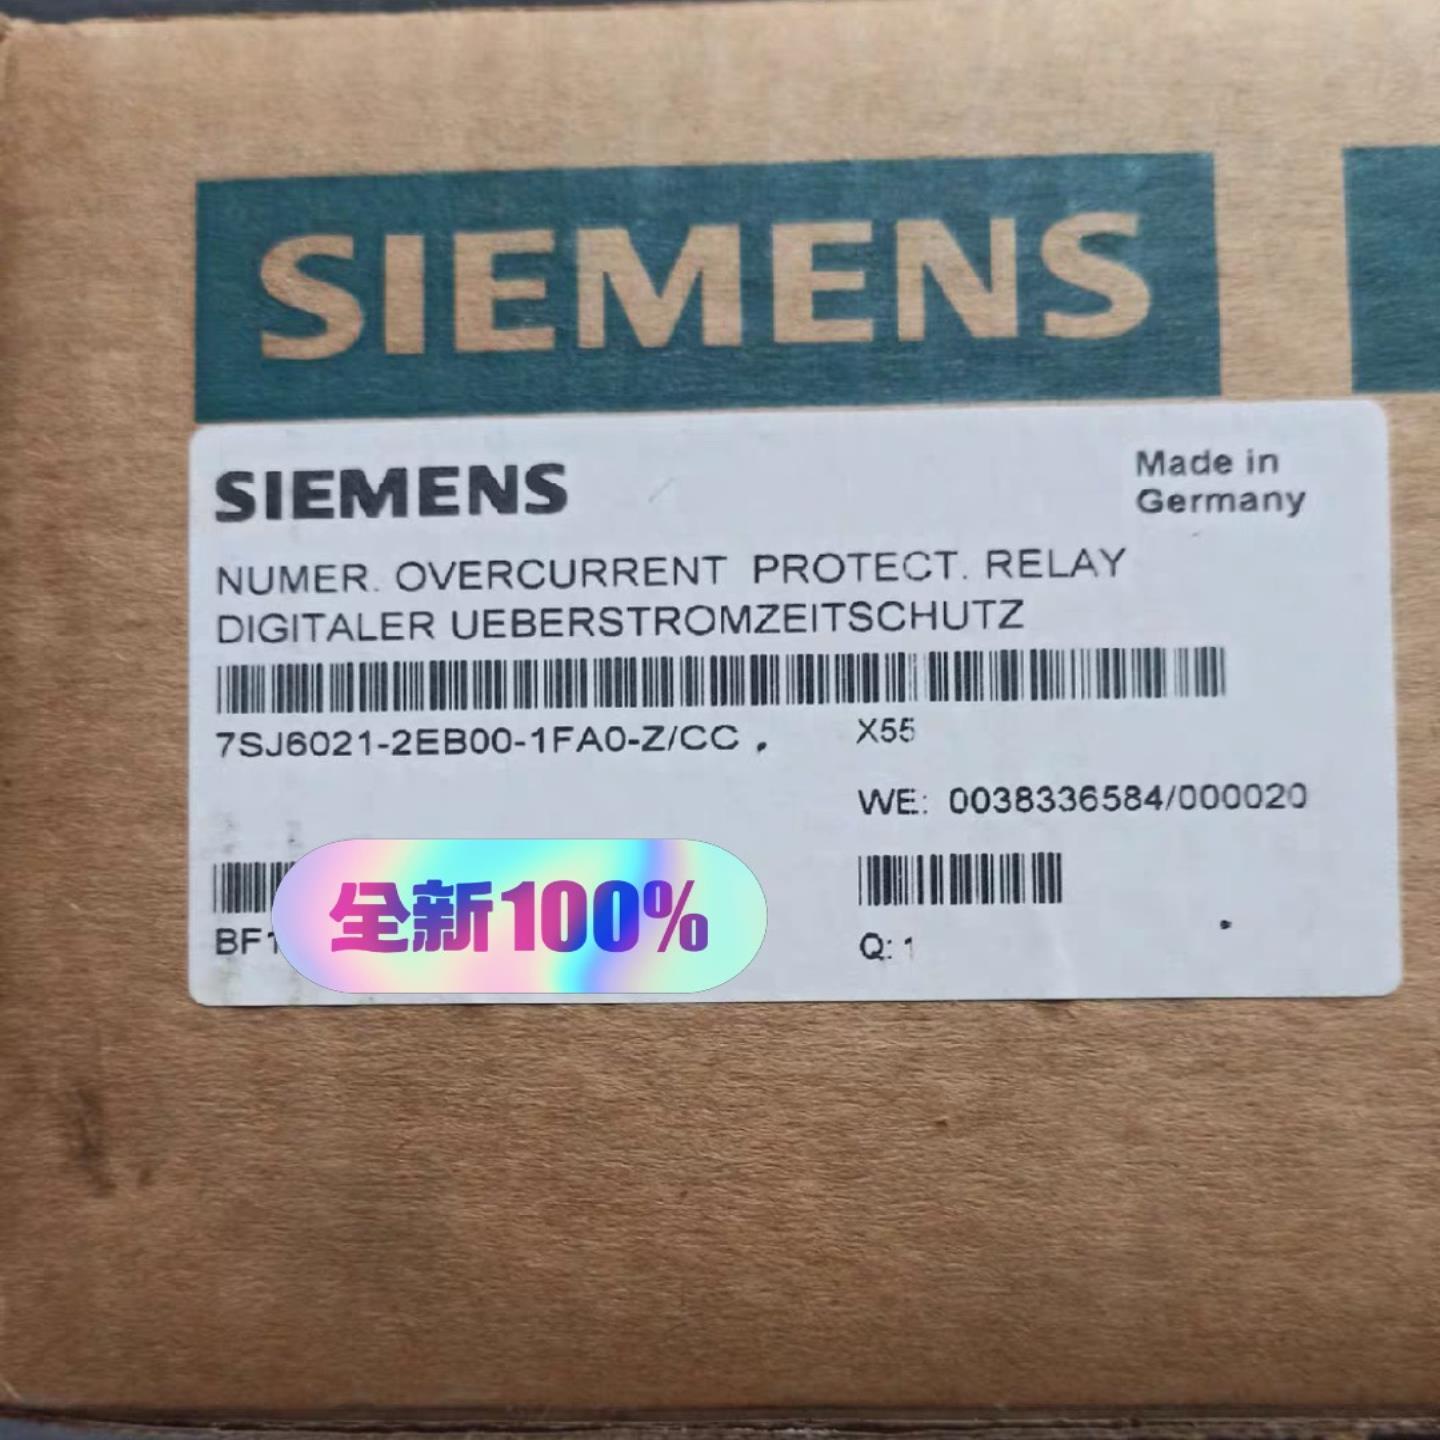 SIEMENS
SIEMENS
Made in
Germany
NUMER. OVERCURRENT PROTECT. RELAY
DIGITALER UEBERSTROMZEITSCHUTZ
7SJ6021-2EB00-1FA0-Z/CC
X55
WE: 0038336584/000020
BF1
全新100%
Q: 1